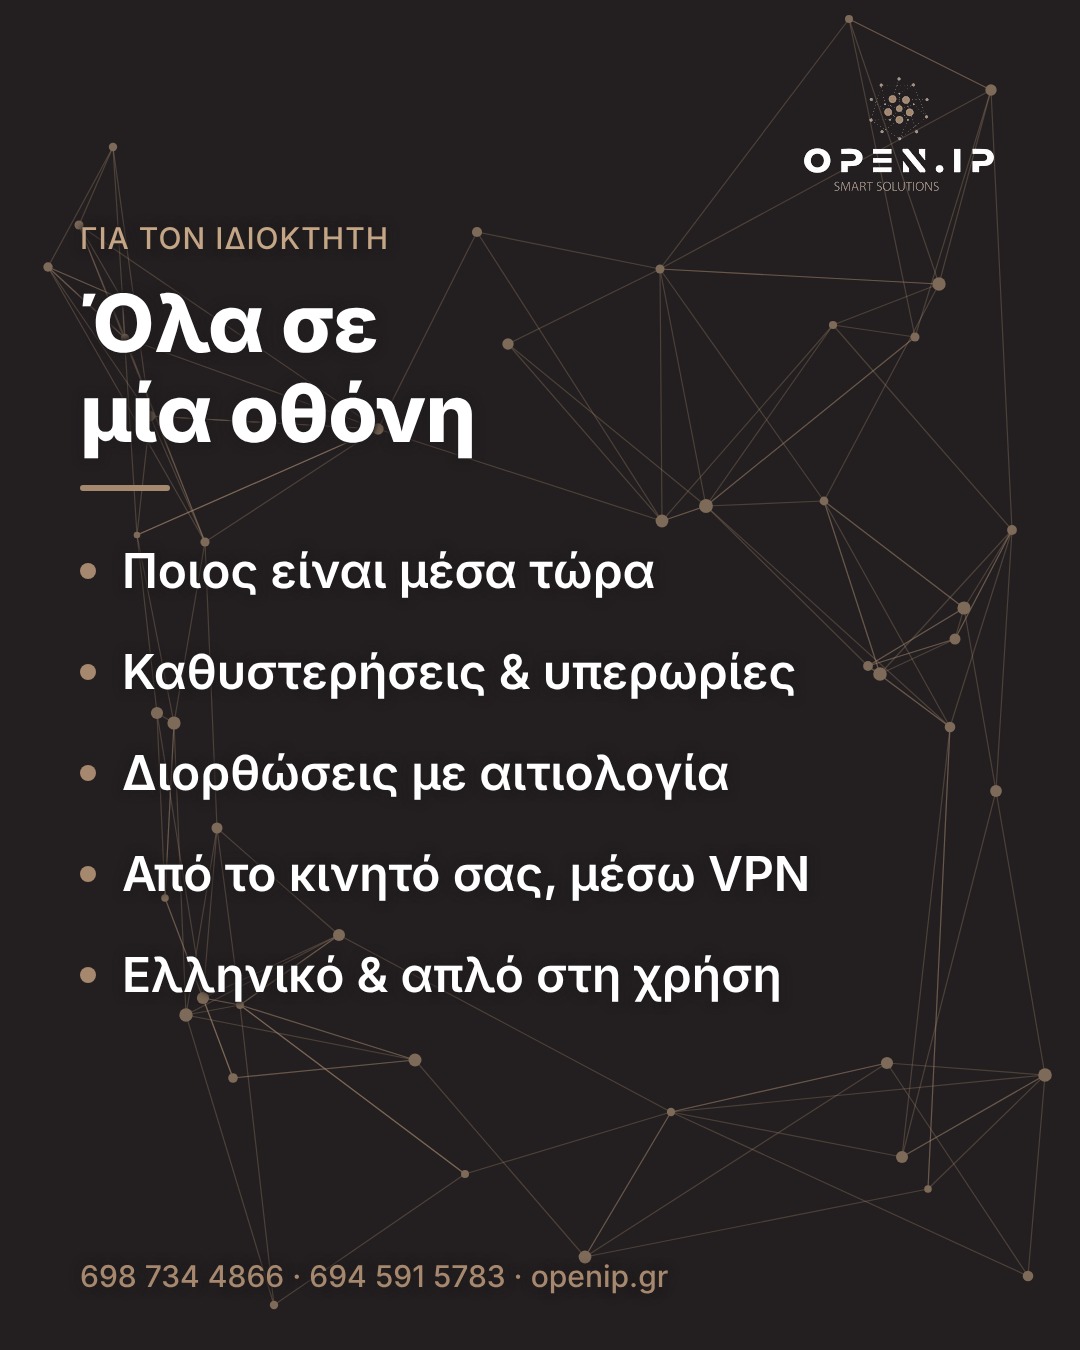 OPEN.IP
SMART SOLUTIONS
ΓΙΑ ΤΟΝ ΙΔΙΟΚΤΗΤΗ
Όλα σε
μία οθόνη
Ποιος είναι μέσα τώρα
Καθυστερήσεις & υπερωρίες
Διορθώσεις με αιτιολογία
Από το κινητό σας, μέσω VPN
Ελληνικό & απλό στη χρήση
698 734 4866 · 694 591 5783 · openip.gr